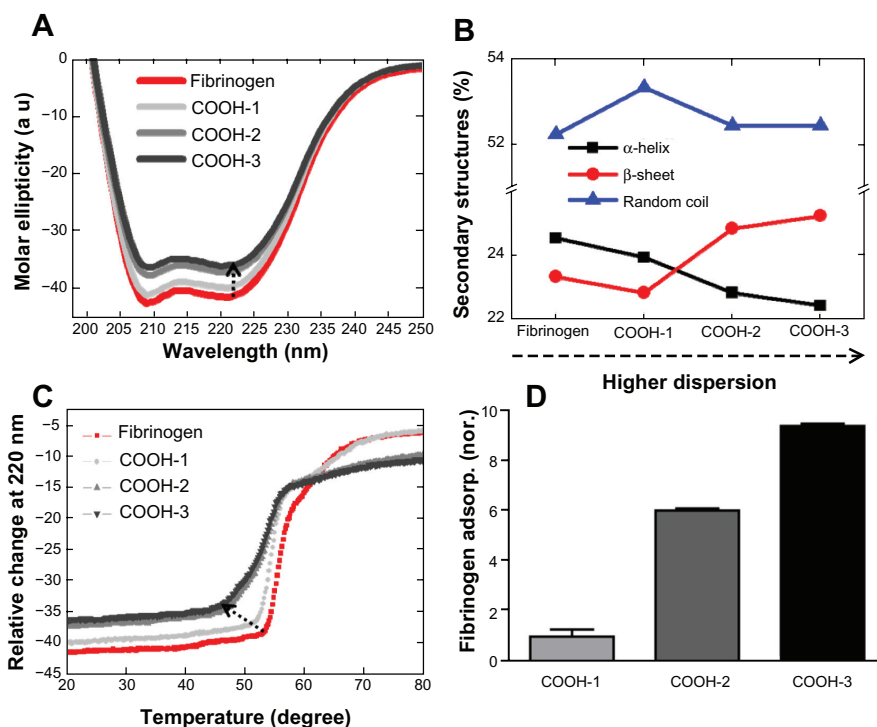 A
Molar ellipticity (a u)
0
−10
−20
−30
−40
Fibrinogen
COOH-1
COOH-2
COOH-3
200 205 210 215 220 225 230 235 240 245 250
Wavelength (nm)
B
Secondary structures (%)
54
52
24
22
α-helix
β-sheet
Random coil
Fibrinogen COOH-1 COOH-2 COOH-3
Higher dispersion
C
Relative change at 220 nm
−5
−10
−15
−20
−25
−30
−35
−40
−45
Fibrinogen
COOH-1
COOH-2
COOH-3
20 30 40 50 60 70 80
Temperature (degree)
D
Fibrinogen adsorp. (nor.)
10
8
6
4
2
0
COOH-1 COOH-2 COOH-3